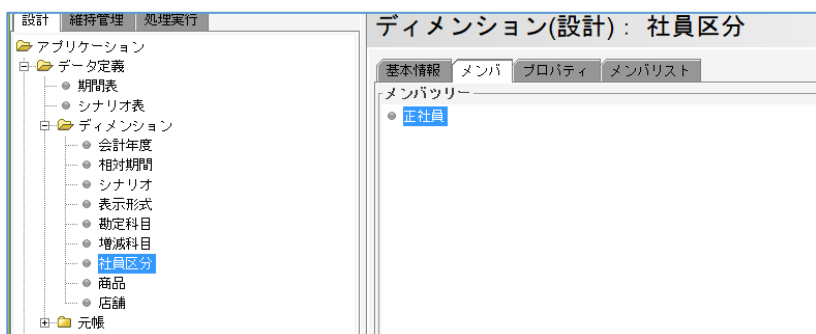 設計 維持管理 処理実行
アプリケーション
データ定義
期間表
シナリオ表
ディメンション
会計年度
相対期間
シナリオ
表示形式
勘定科目
増減科目
社員区分
商品
店舗
元帳
ディメンション(設計)： 社員区分
基本情報 メンバ プロパティ メンバリスト
メンバツリー
正社員